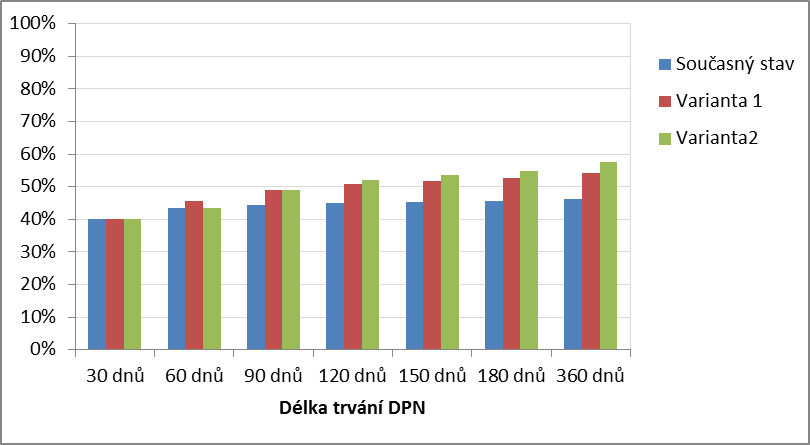 100%
90%
80%
70%
60%
50%
40%
30%
20%
10%
0%
30 dnů 60 dnů 90 dnů 120 dnů 150 dnů 180 dnů 360 dnů
Délka trvání DPN
Současný stav
Varianta 1
Varianta2